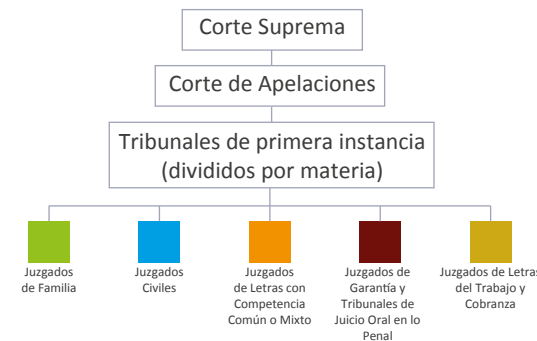 Corte Suprema
Corte de Apelaciones
Tribunales de primera instancia
(divididos por materia)
Juzgados
de Familia
Juzgados
Civiles
Juzgados
de Letras con
Competencia
Común o Mixto
Juzgados de
Garantía y
Tribunales de
Juicio Oral en lo
Penal
Juzgados de Letras
del Trabajo y
Cobranza